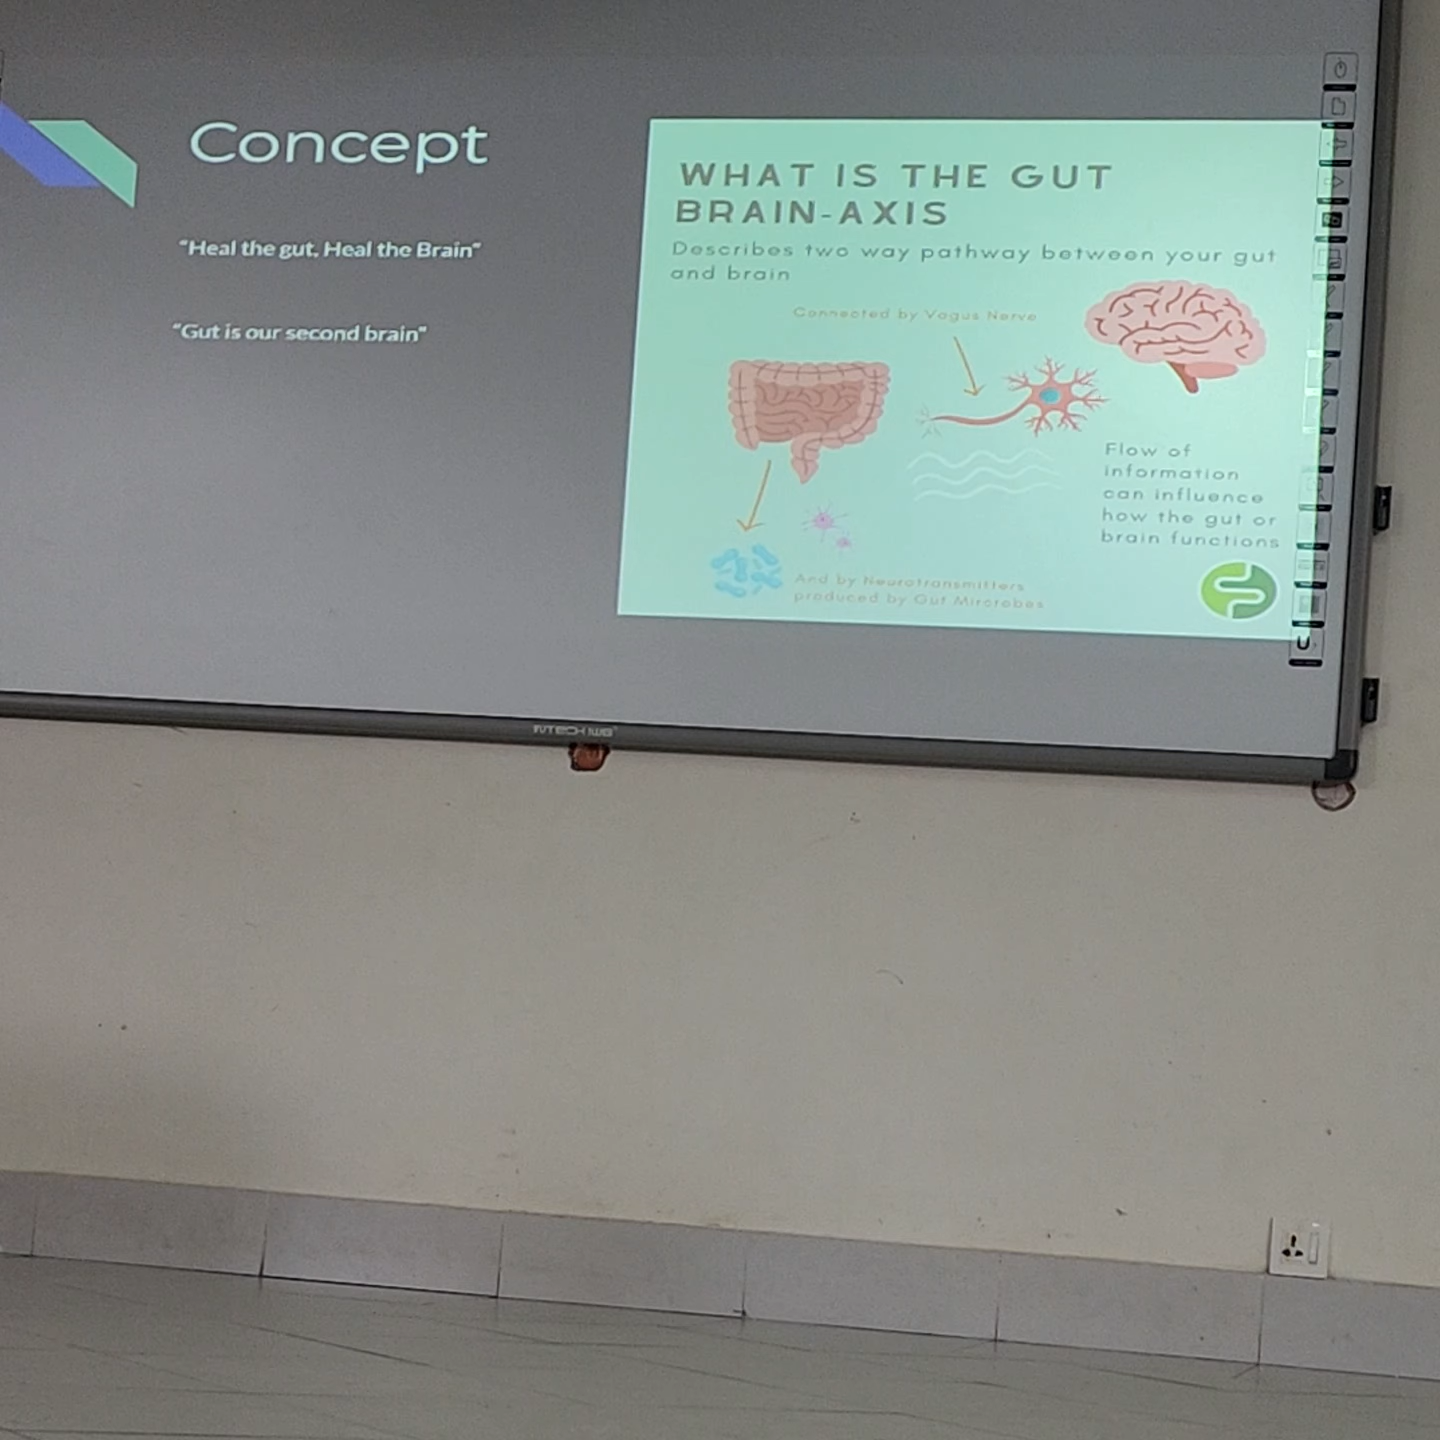 Concept
"Heal the gut, Heal the Brain"
"Gut is our second brain"
WHAT IS THE GUT
BRAIN-AXIS
Describes two way pathway between your gut
and brain
Connected by Vagus Nerve
Flow of
information
can influence
how the gut or
brain functions
And by Neurotransmitters
produced by Gut Mircrobes
INTECH IWB